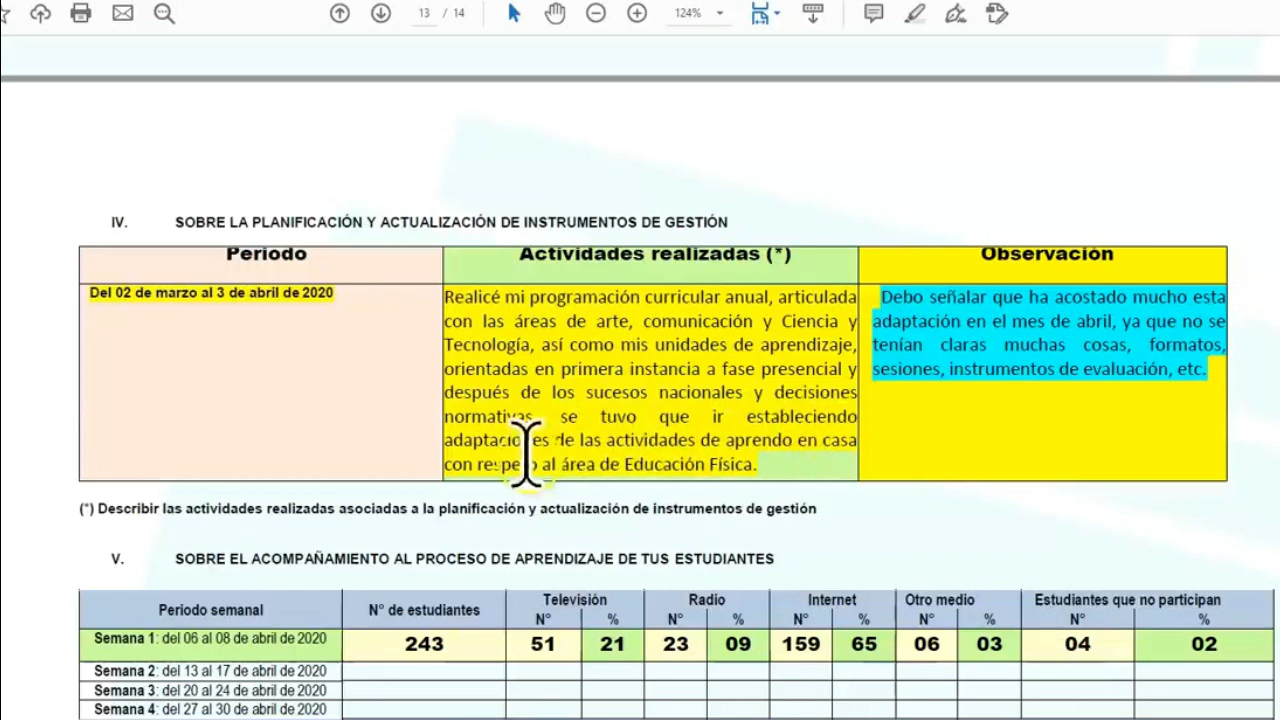 13 / 14 124%
IV. SOBRE LA PLANIFICACIÓN Y ACTUALIZACIÓN DE INSTRUMENTOS DE GESTIÓN
Periodo Actividades realizadas (*) Observación
Del 02 de marzo al 3 de abril de 2020
Realicé mi programación curricular anual, articulada
con las áreas de arte, comunicación y Ciencia y
Tecnología, así como mis unidades de aprendizaje,
orientadas en primera instancia a fase presencial y
después de los sucesos nacionales y decisiones
normativas se tuvo que ir estableciendo
adaptaciones de las actividades de aprendo en casa
con respeto al área de Educación Física.
Debo señalar que ha acostado mucho esta
adaptación en el mes de abril, ya que no se
tenían claras muchas cosas, formatos,
sesiones, instrumentos de evaluación, etc.
(*) Describir las actividades realizadas asociadas a la planificación y actualización de instrumentos de gestión
V. SOBRE EL ACOMPAÑAMIENTO AL PROCESO DE APRENDIZAJE DE TUS ESTUDIANTES
Periodo semanal N° de estudiantes Televisión Radio Internet Otro medio Estudiantes que no participan
N° % N° % N° % N° % N° %
Semana 1: del 06 al 08 de abril de 2020 243 51 21 23 09 159 65 06 03 04 02
Semana 2: del 13 al 17 de abril de 2020
Semana 3: del 20 al 24 de abril de 2020
Semana 4: del 27 al 30 de abril de 2020